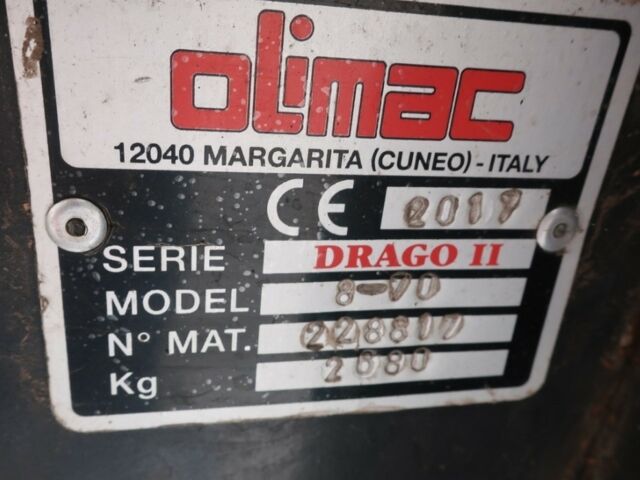 olimac
12040 MARGARITA (CUNEO) - ITALY
CE 2017
SERIE DRAGO II
MODEL 8-70
N° MAT. 228817
Kg 2680